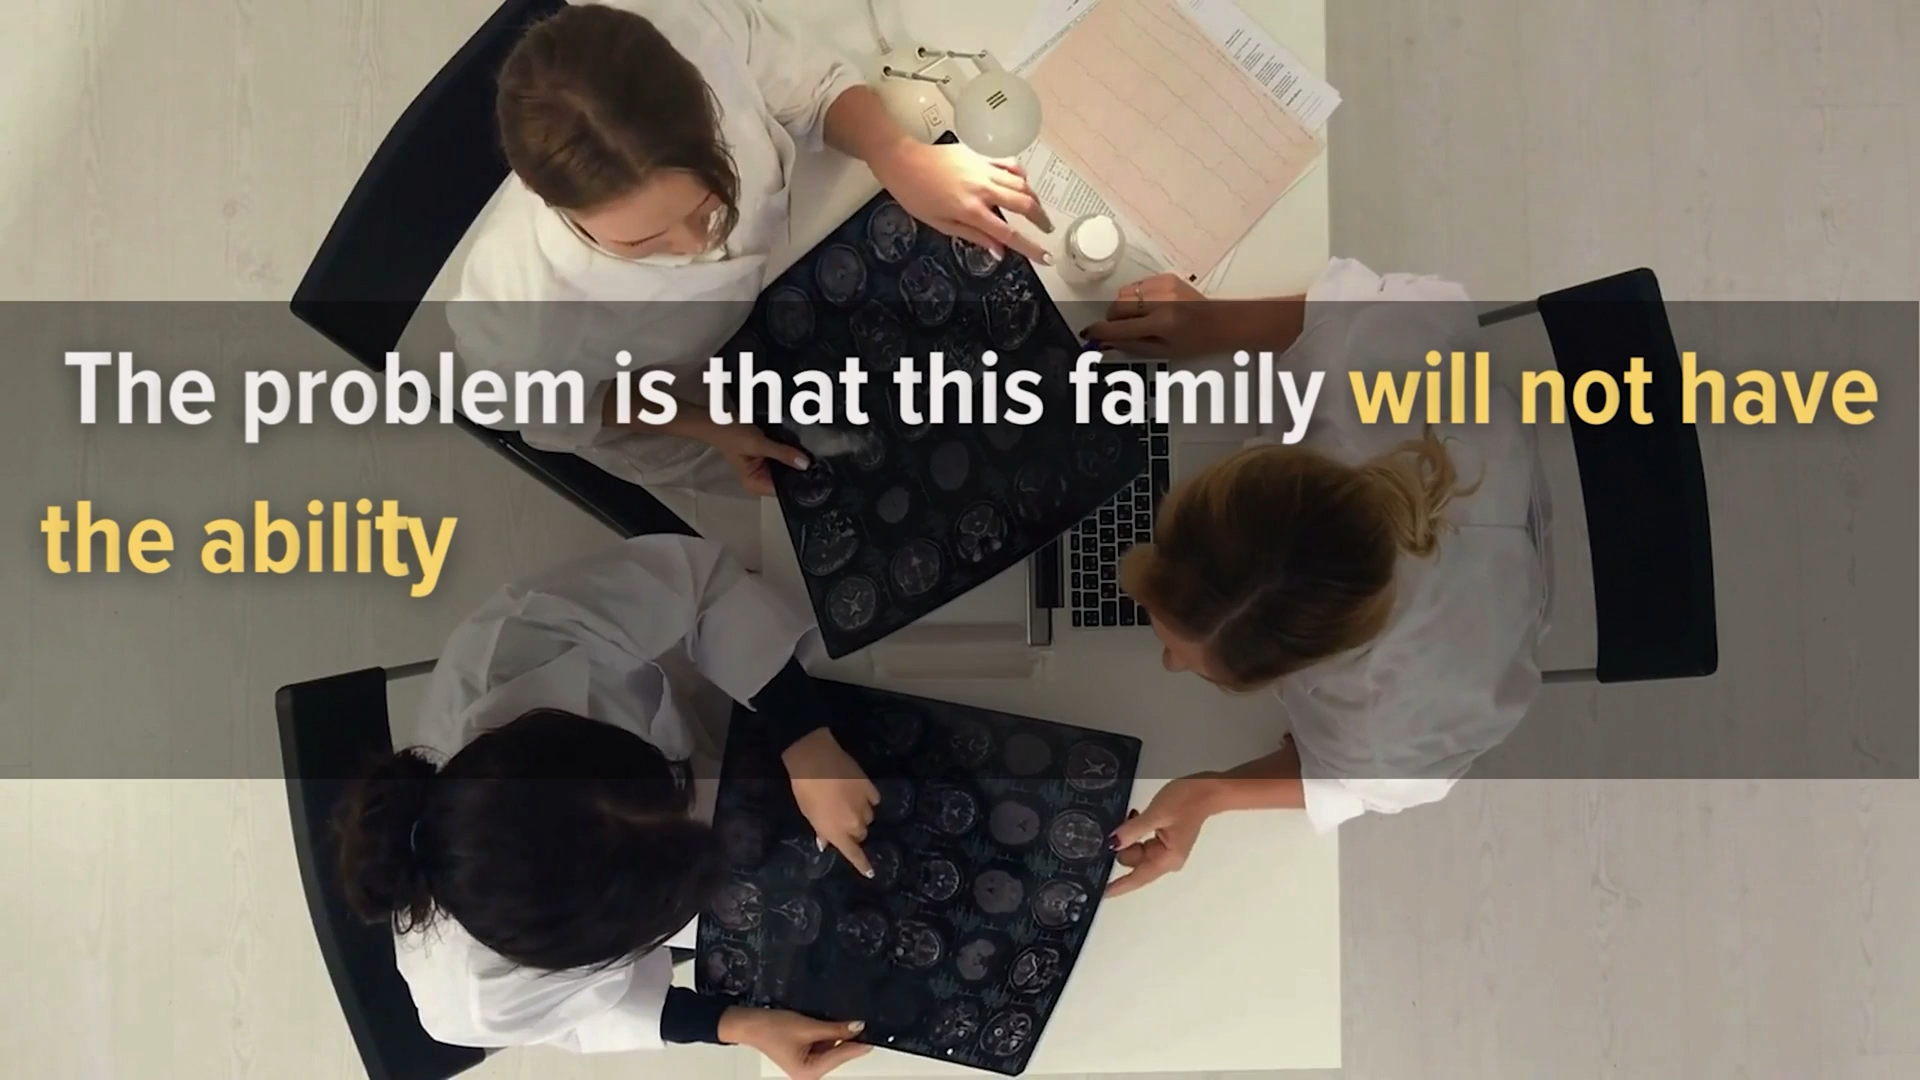 The problem is that this family will not have
the ability